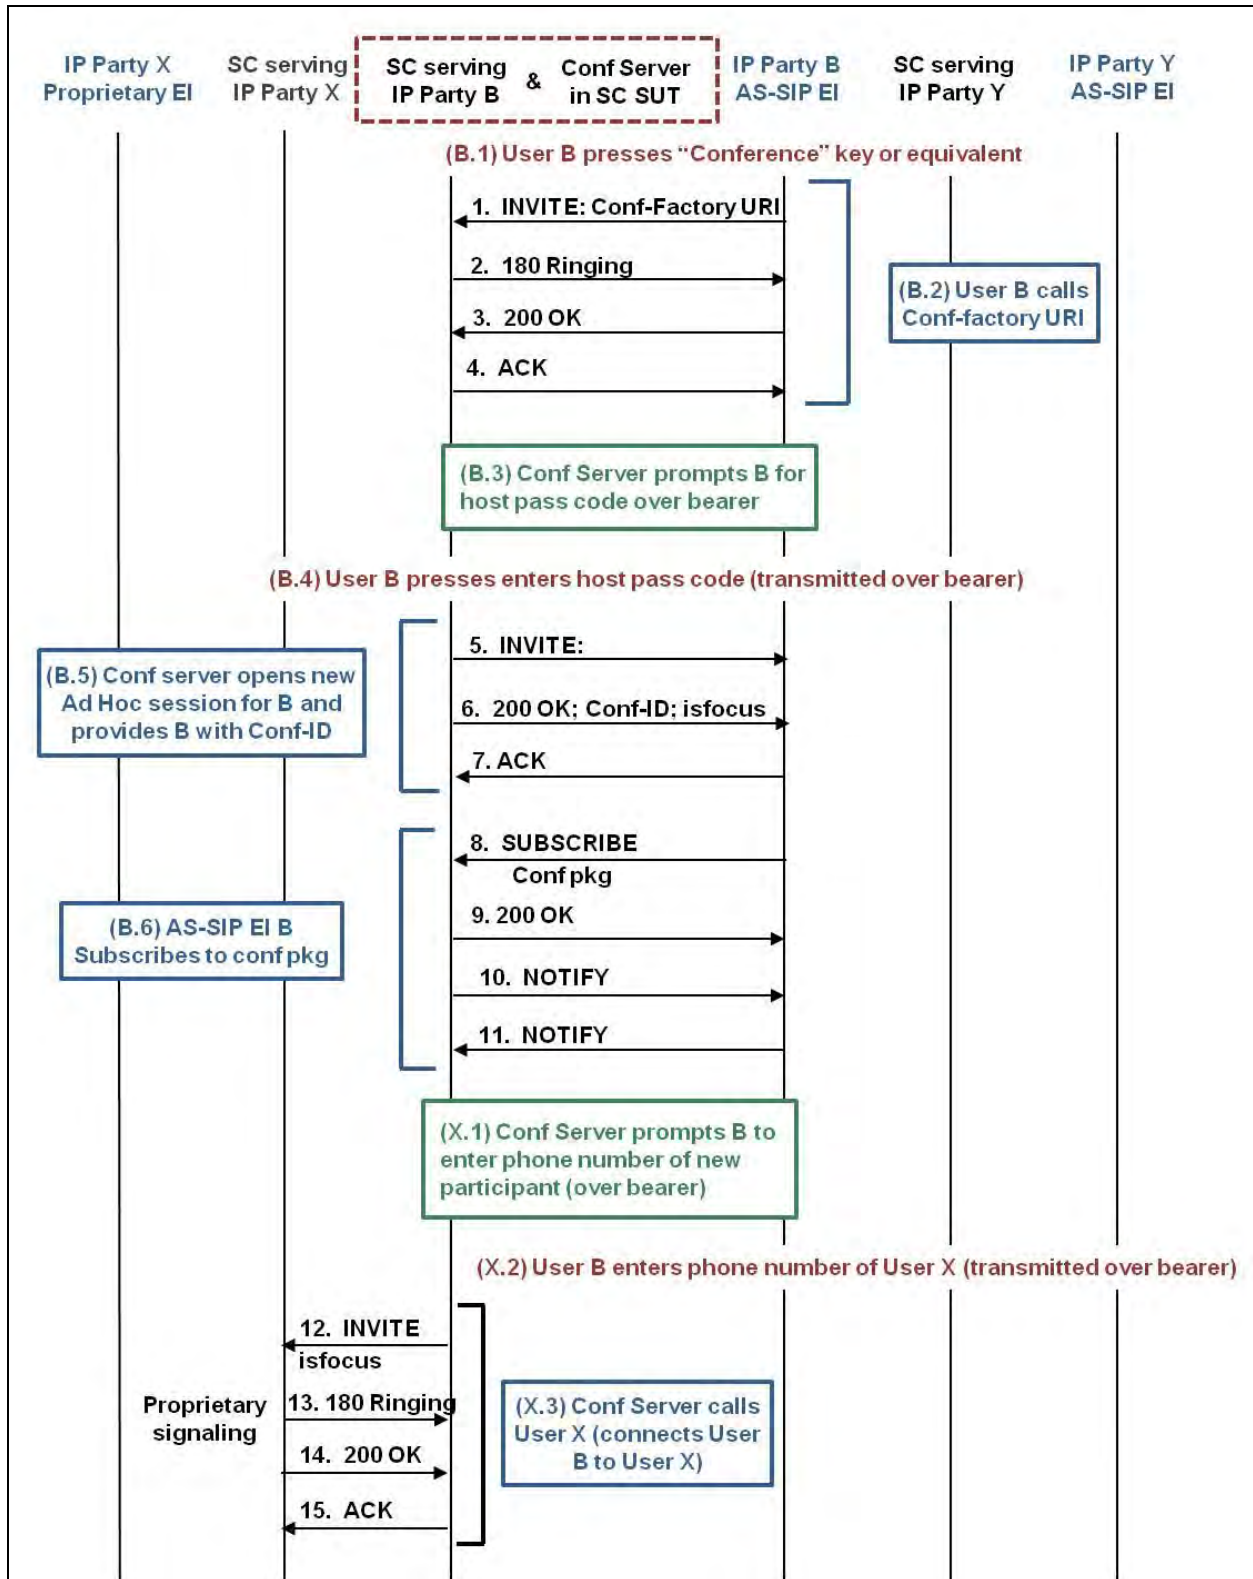 IP Party X
Proprietary EI
SC serving
IP Party X
SC serving
IP Party B
&
Conf Server
in SC SUT
IP Party B
AS-SIP EI
SC serving
IP Party Y
IP Party Y
AS-SIP EI
(B.1) User B presses “Conference” key or equivalent
1. INVITE: Conf-Factory URI
2. 180 Ringing
3. 200 OK
4. ACK
(B.2) User B calls
Conf-factory URI
(B.3) Conf Server prompts B for
host pass code over bearer
(B.4) User B presses enters host pass code (transmitted over bearer)
5. INVITE:
6. 200 OK; Conf-ID; isfocus
7. ACK
(B.5) Conf server opens new
Ad Hoc session for B and
provides B with Conf-ID
8. SUBSCRIBE
Conf pkg
9. 200 OK
10. NOTIFY
11. NOTIFY
(B.6) AS-SIP EI B
Subscribes to conf pkg
(X.1) Conf Server prompts B to
enter phone number of new
participant (over bearer)
(X.2) User B enters phone number of User X (transmitted over bearer)
12. INVITE
isfocus
13. 180 Ringing
14. 200 OK
15. ACK
Proprietary
signaling
(X.3) Conf Server calls
User X (connects User
B to User X)